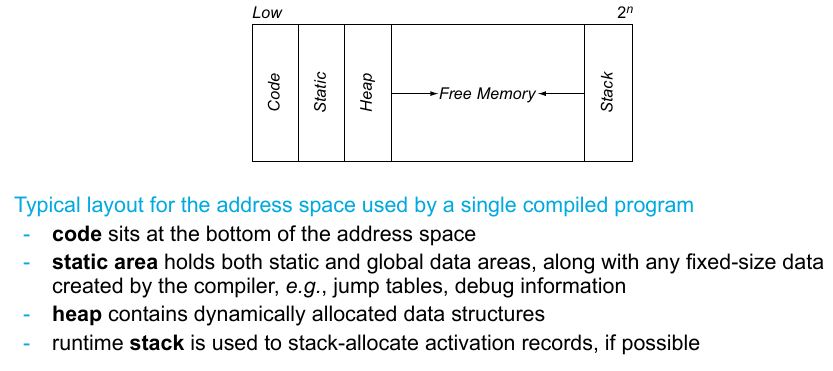 Low 2ⁿ
Code Static Heap Free Memory Stack
Typical layout for the address space used by a single compiled program
- code sits at the bottom of the address space
- static area holds both static and global data areas, along with any fixed-size data
created by the compiler, e.g., jump tables, debug information
- heap contains dynamically allocated data structures
- runtime stack is used to stack-allocate activation records, if possible